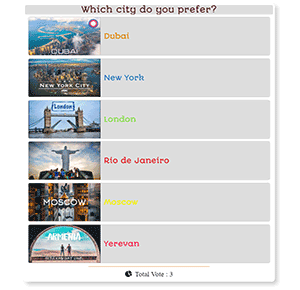 Which city do you prefer?
DUBAI
Dubai
NEW YORK CITY
New York
London
London
Rio de Janeiro
MOSCOW
Moscow
ARMENIA
Yerevan
Total Vote : 3